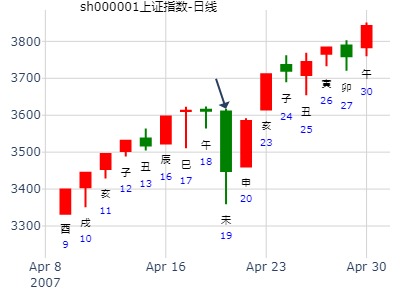 sh000001上证指数-日线
3800
3700
3600
3500
3400
3300
酉
9
戌
10
亥
11
子
12
丑
13
辰
16
巳
17
午
18
未
19
申
20
亥
23
子
24
丑
25
寅
26
卯
27
午
30
Apr 8
2007
Apr 16
Apr 23
Apr 30